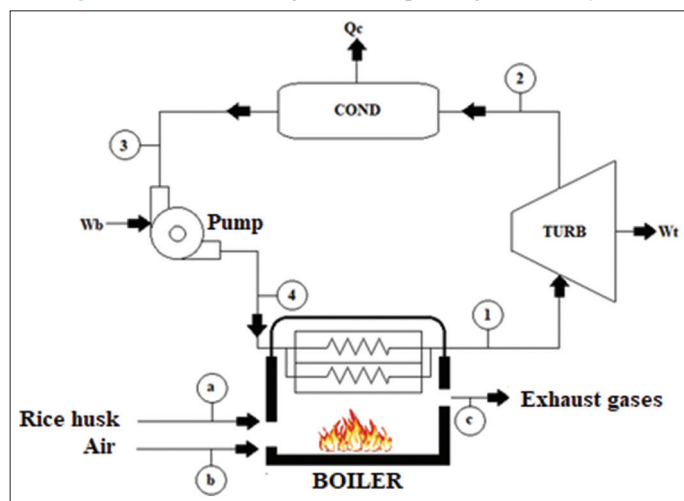 Qc
2
COND
3
Wb
Pump
TURB
Wt
4
1
a
Rice husk
Exhaust gases
c
Air
b
BOILER